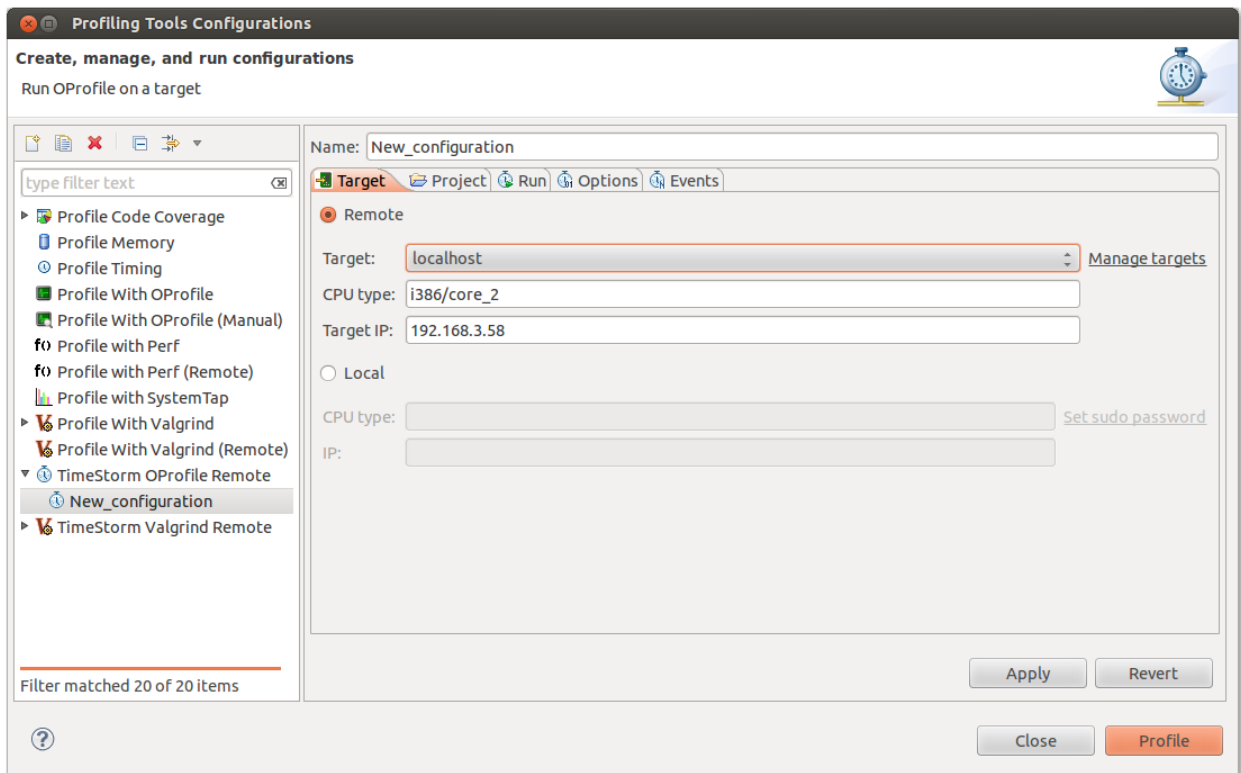 Profiling Tools Configurations
Create, manage, and run configurations
Run OProfile on a target
type filter text
Profile Code Coverage
Profile Memory
Profile Timing
Profile With OProfile
Profile With OProfile (Manual)
Profile with Perf
Profile with Perf (Remote)
Profile with SystemTap
Profile With Valgrind
Profile With Valgrind (Remote)
TimeStorm OProfile Remote
New_configuration
TimeStorm Valgrind Remote
Filter matched 20 of 20 items
Name: New_configuration
Target Project Run Options Events
Remote
Target: localhost Manage targets
CPU type: i386/core_2
Target IP: 192.168.3.58
Local
CPU type: Set sudo password
IP:
Apply Revert
Close Profile